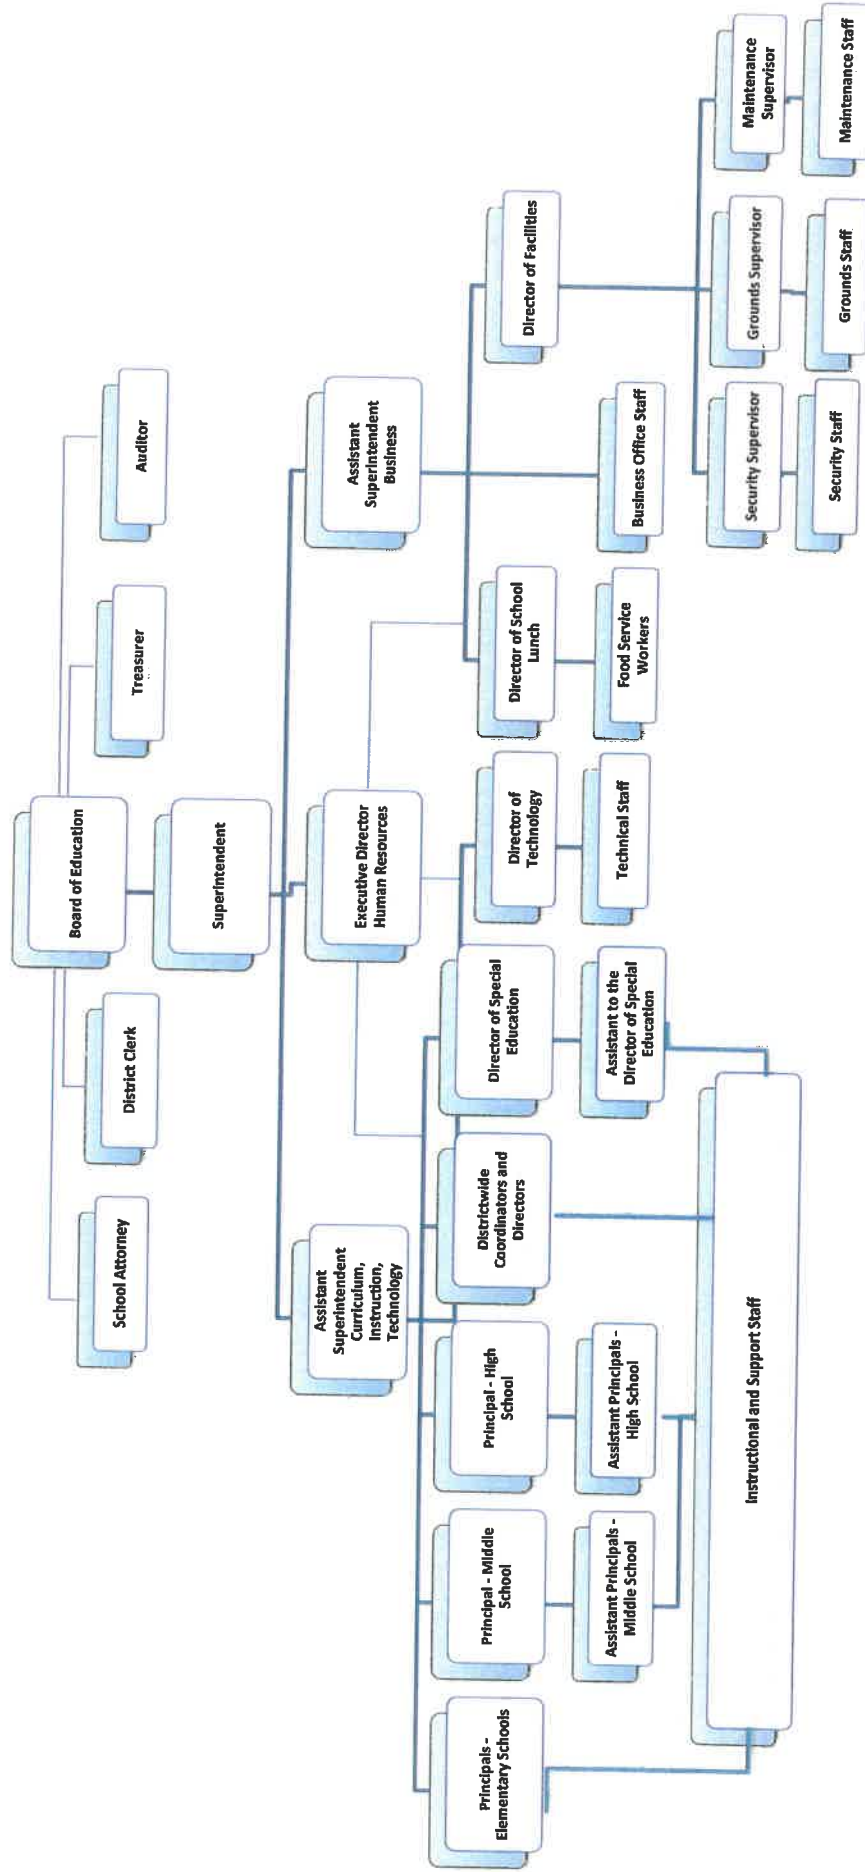 Board of Education
School Attorney
District Clerk
Treasurer
Auditor
Superintendent
Assistant
Superintendent
Curriculum,
Instruction,
Technology
Executive Director
Human Resources
Assistant
Superintendent
Business
Principals -
Elementary Schools
Principal - Middle
School
Principal - High
School
Districtwide
Coordinators and
Directors
Director of Special
Education
Director of
Technology
Director of School
Lunch
Director of Facilities
Assistant Principals -
Middle School
Assistant Principals -
High School
Assistant to the
Director of Special
Education
Technical Staff
Food Service
Workers
Business Office Staff
Instructional and Support Staff
Security Supervisor
Grounds Supervisor
Maintenance
Supervisor
Security Staff
Grounds Staff
Maintenance Staff